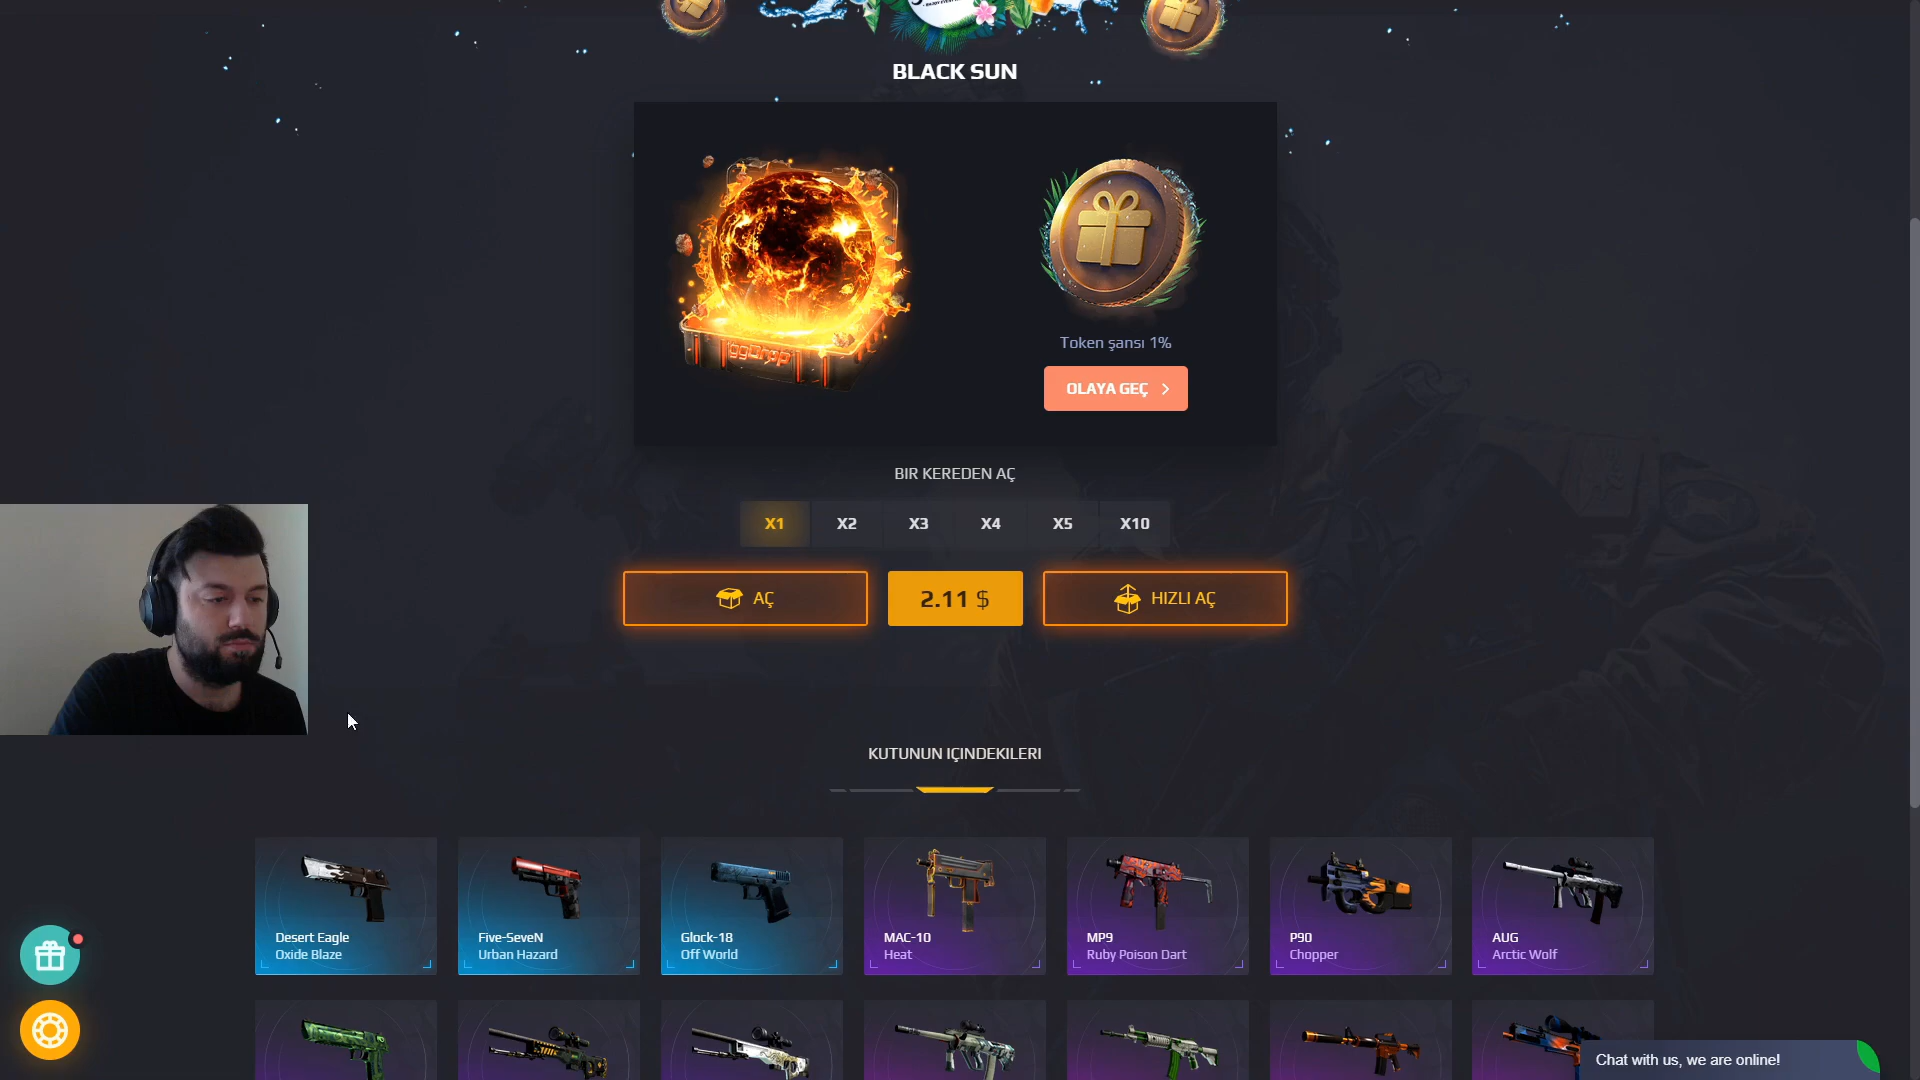 BLACK SUN
ggDrop
Token şansı 1%
OLAYA GEÇ
BIR KEREDEN AÇ
X1 X2 X3 X4 X5 X10
AÇ
2.11 $
HIZLI AÇ
KUTUNUN IÇINDEKILERI
Desert Eagle
Oxide Blaze
Five-SeveN
Urban Hazard
Glock-18
Off World
MAC-10
Heat
MP9
Ruby Poison Dart
P90
Chopper
AUG
Arctic Wolf
Chat with us, we are online!